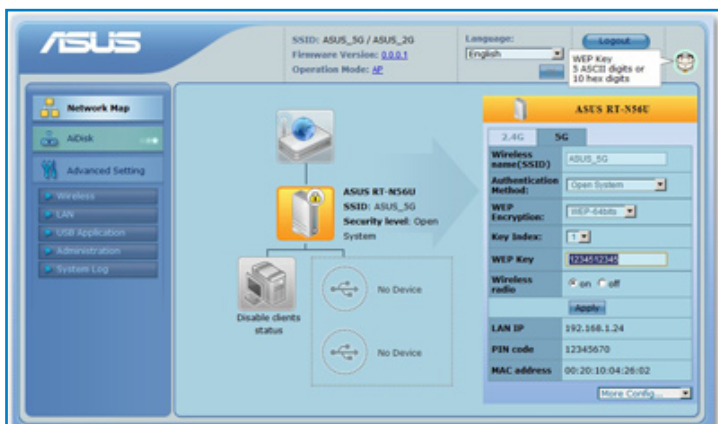 ASUS
SSID: ASUS_5G / ASUS_2G
Firmware Version: 0.0.0.1
Operation Mode: AP
Language:
English
Logout
WEP Key
5 ASCII digits or
10 hex digits
Network Map
AiDisk
Advanced Setting
Wireless
LAN
USB Application
Administration
System Log
ASUS RT-N56U
SSID: ASUS_5G
Security level: Open
System
Disable clients
status
No Device
No Device
ASUS RT-N56U
2.4G 5G
Wireless
name(SSID) ASUS_5G
Authentication
Method: Open System
WEP
Encryption: WEP-64bits
Key Index: 1
WEP Key 1234512345
Wireless
radio on off
Apply
LAN IP 192.168.1.24
PIN code 12345670
MAC address 00:20:10:04:26:02
More Config...